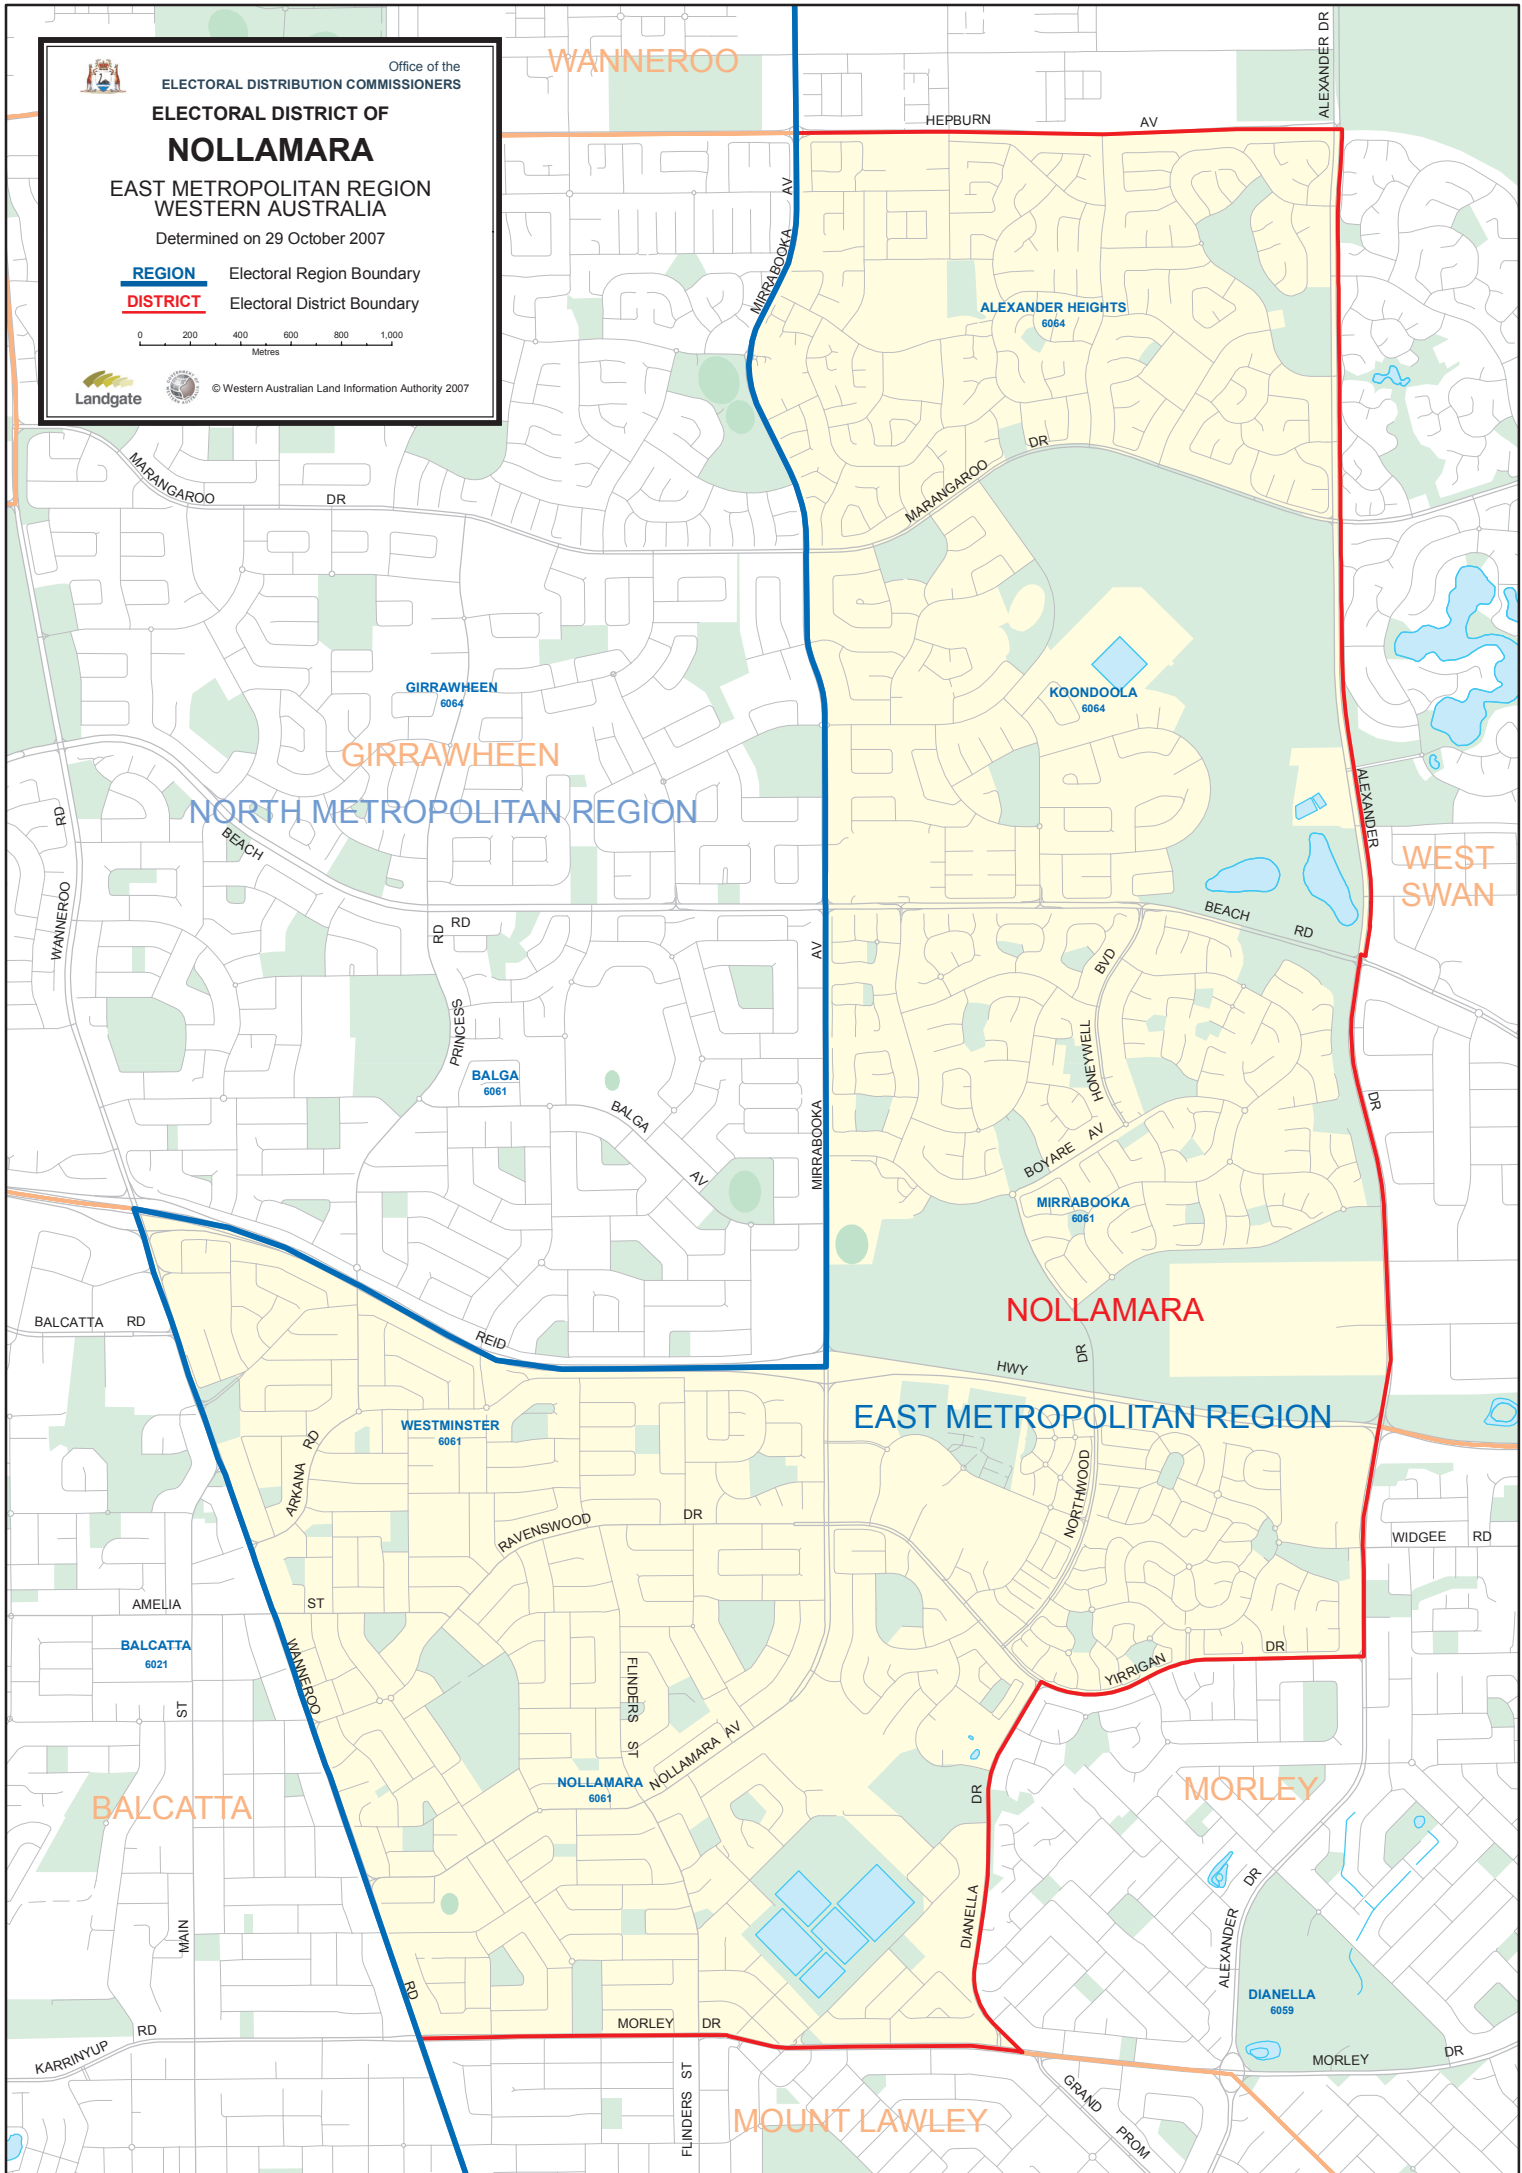 Office of the
ELECTORAL DISTRIBUTION COMMISSIONERS
ELECTORAL DISTRICT OF
NOLLAMARA
EAST METROPOLITAN REGION
WESTERN AUSTRALIA
Determined on 29 October 2007
REGION Electoral Region Boundary
DISTRICT Electoral District Boundary
0 200 400 600 800 1,000
Metres
Landgate
© Western Australian Land Information Authority 2007
WANNEROO
ALEXANDER DR
HEPBURN AV
MIRRABOOKA AV
ALEXANDER HEIGHTS
6064
MARANGAROO DR
MARANGAROO DR
GIRRAWHEEN
6064
KOONDOOLA
6064
GIRRAWHEEN
NORTH METROPOLITAN REGION
WANNEROO RD
BEACH RD
ALEXANDER DR
WEST
SWAN
BEACH RD
PRINCESS RD
MIRRABOOKA AV
HONEYWELL BVD
BALGA
6061
BALGA AV
BOYARE AV
MIRRABOOKA
6061
NOLLAMARA
BALCATTA RD
REID HWY
NORTHWOOD DR
EAST METROPOLITAN REGION
WESTMINSTER
6061
ARKANA RD
RAVENSWOOD DR
WIDGEE RD
AMELIA ST
BALCATTA
6021
WANNEROO RD
MAIN ST
FLINDERS ST
YIRRIGAN DR
NOLLAMARA AV
NOLLAMARA
6061
MORLEY
BALCATTA
DIANELLA DR
ALEXANDER DR
DIANELLA
6059
KARRINYUP RD
MORLEY DR
MORLEY DR
FLINDERS ST
MOUNT LAWLEY
GRAND PROM